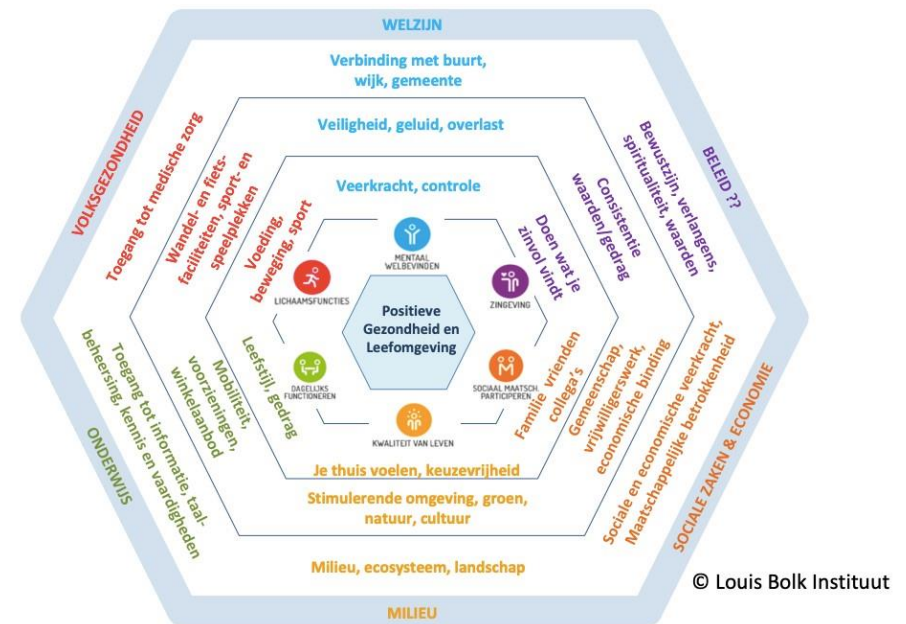 WELZIJN
Verbinding met buurt,
wijk, gemeente
Veiligheid, geluid, overlast
Veerkracht, controle
MENTAAL
WELBEVINDEN
BELEID ??
Bewustzijn, verlangens,
spiritualiteit, waarden
Consistentie
waarden/gedrag
Doen wat je
zinvol vindt
ZINGEVING
SOCIALE ZAKEN & ECONOMIE
Sociale en economische veerkracht,
Maatschappelijke betrokkenheid
Gemeenschap,
vrijwilligerswerk,
economische binding
Familie vrienden
collega's
SOCIAAL MAATSCH.
PARTICIPEREN
KWALITEIT VAN LEVEN
Je thuis voelen, keuzevrijheid
Stimulerende omgeving, groen,
natuur, cultuur
Milieu, ecosysteem, landschap
MILIEU
ONDERWIJS
Toegang tot informatie, taal-
beheersing, kennis en vaardigheden
Mobiliteit,
voorzieningen,
winkelaanbod
Leefstijl, gedrag
DAGELIJKS
FUNCTIONEREN
VOLKSGEZONDHEID
Toegang tot medische zorg
Wandel- en fiets-
faciliteiten, sport- en
speelplekken
Voeding,
beweging, sport
LICHAAMSFUNCTIES
Positieve
Gezondheid en
Leefomgeving
© Louis Bolk Instituut